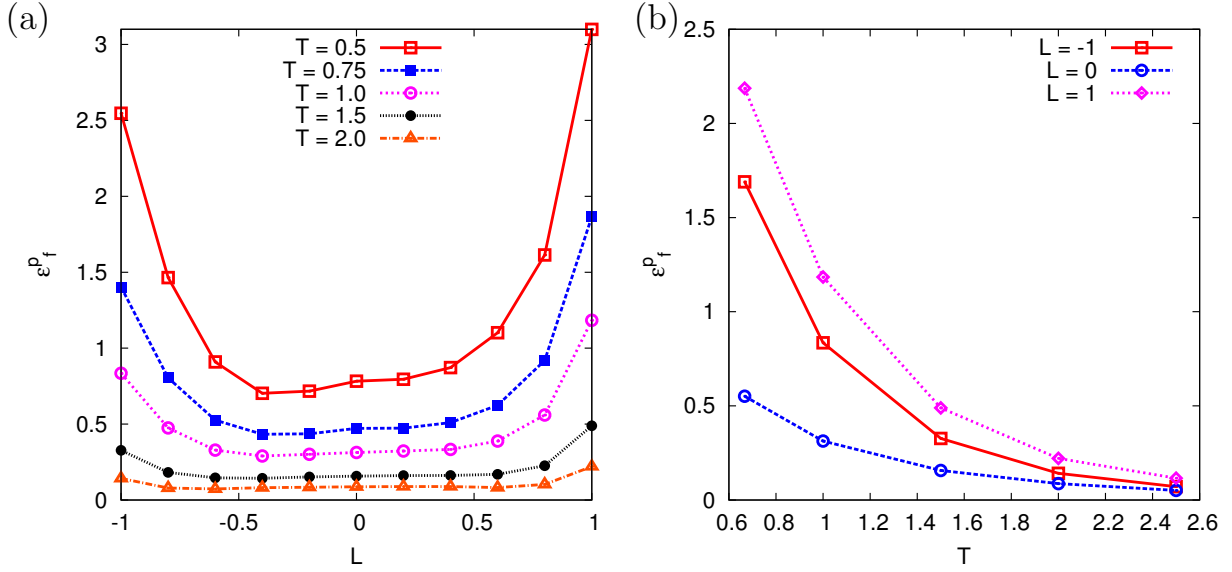 (a)
3
2.5
2
1.5
1
0.5
0
-1
-0.5
0
0.5
1
ε^p_f
L
T = 0.5
T = 0.75
T = 1.0
T = 1.5
T = 2.0
(b)
2.5
2
1.5
1
0.5
0
0.6
0.8
1
1.2
1.4
1.6
1.8
2
2.2
2.4
2.6
ε^p_f
T
L = -1
L = 0
L = 1